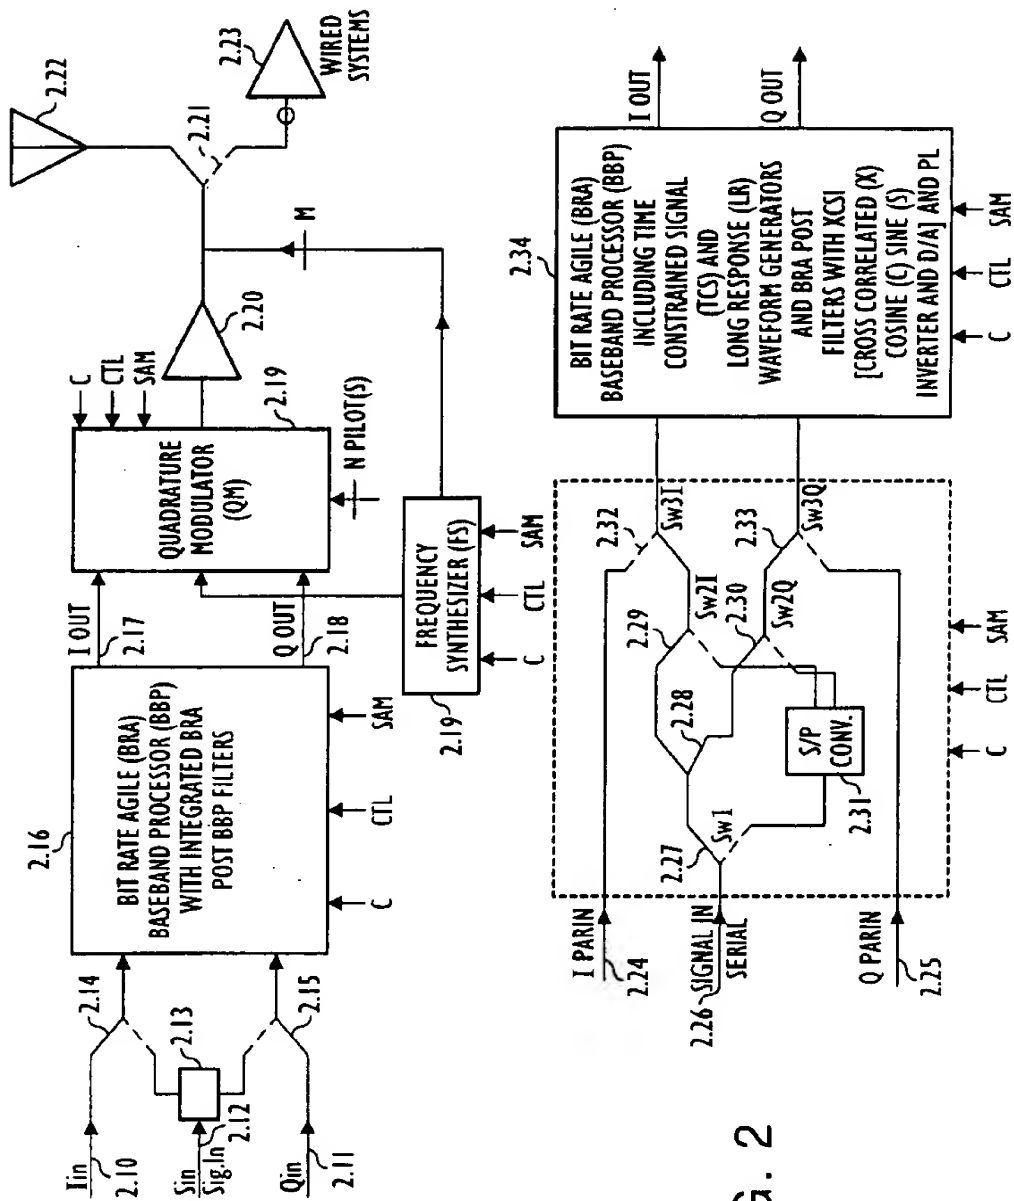 Iin
2.10
Sin
Sig.In
2.12
Qin
2.11
2.13
2.14
2.15
2.16
BIT RATE AGILE (BRA)
BASEBAND PROCESSOR (BBP)
WITH INTEGRATED BRA
POST BBP FILTERS
C
CTL
SAM
I OUT
2.17
Q OUT
2.18
QUADRATURE
MODULATOR
(QM)
C
CTL
SAM
2.19
N PILOT(S)
FREQUENCY
SYNTHESIZER (FS)
2.19
C
CTL
SAM
2.20
M
2.21
2.22
2.23
WIRED
SYSTEMS
I PARIN
2.24
2.26
SIGNAL IN
SERIAL
Q PARIN
2.25
2.27
Sw1
2.28
2.29
Sw2I
2.30
Sw2Q
S/P
CONV.
2.31
2.32
Sw3I
2.33
Sw3Q
C
CTL
SAM
2.34
BIT RATE AGILE (BRA)
BASEBAND PROCESSOR (BBP)
INCLUDING TIME
CONSTRAINED SIGNAL
(TCS) AND
LONG RESPONSE (LR)
WAVEFORM GENERATORS
AND BRA POST
FILTERS WITH XCSI
[CROSS CORRELATED (X)
COSINE (C) SINE (S)
INVERTER AND D/A] AND PL
C
CTL
SAM
I OUT
Q OUT
G. 2